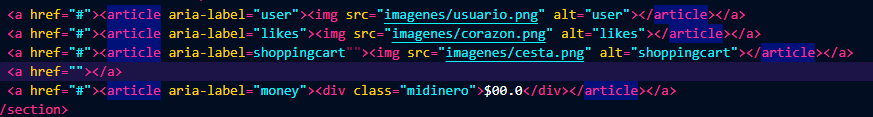 <a href="#"><article aria-label="user"><img src="imagenes/usuario.png" alt="user"></article></a>
<a href="#"><article aria-label="likes"><img src="imagenes/corazon.png" alt="likes"></article></a>
<a href="#"><article aria-label=shoppingcart""><img src="imagenes/cesta.png" alt="shoppingcart"></article></a>
<a href=""></a>
<a href="#"><article aria-label="money"><div class="midinero">$00.0</div></article></a>
/section>